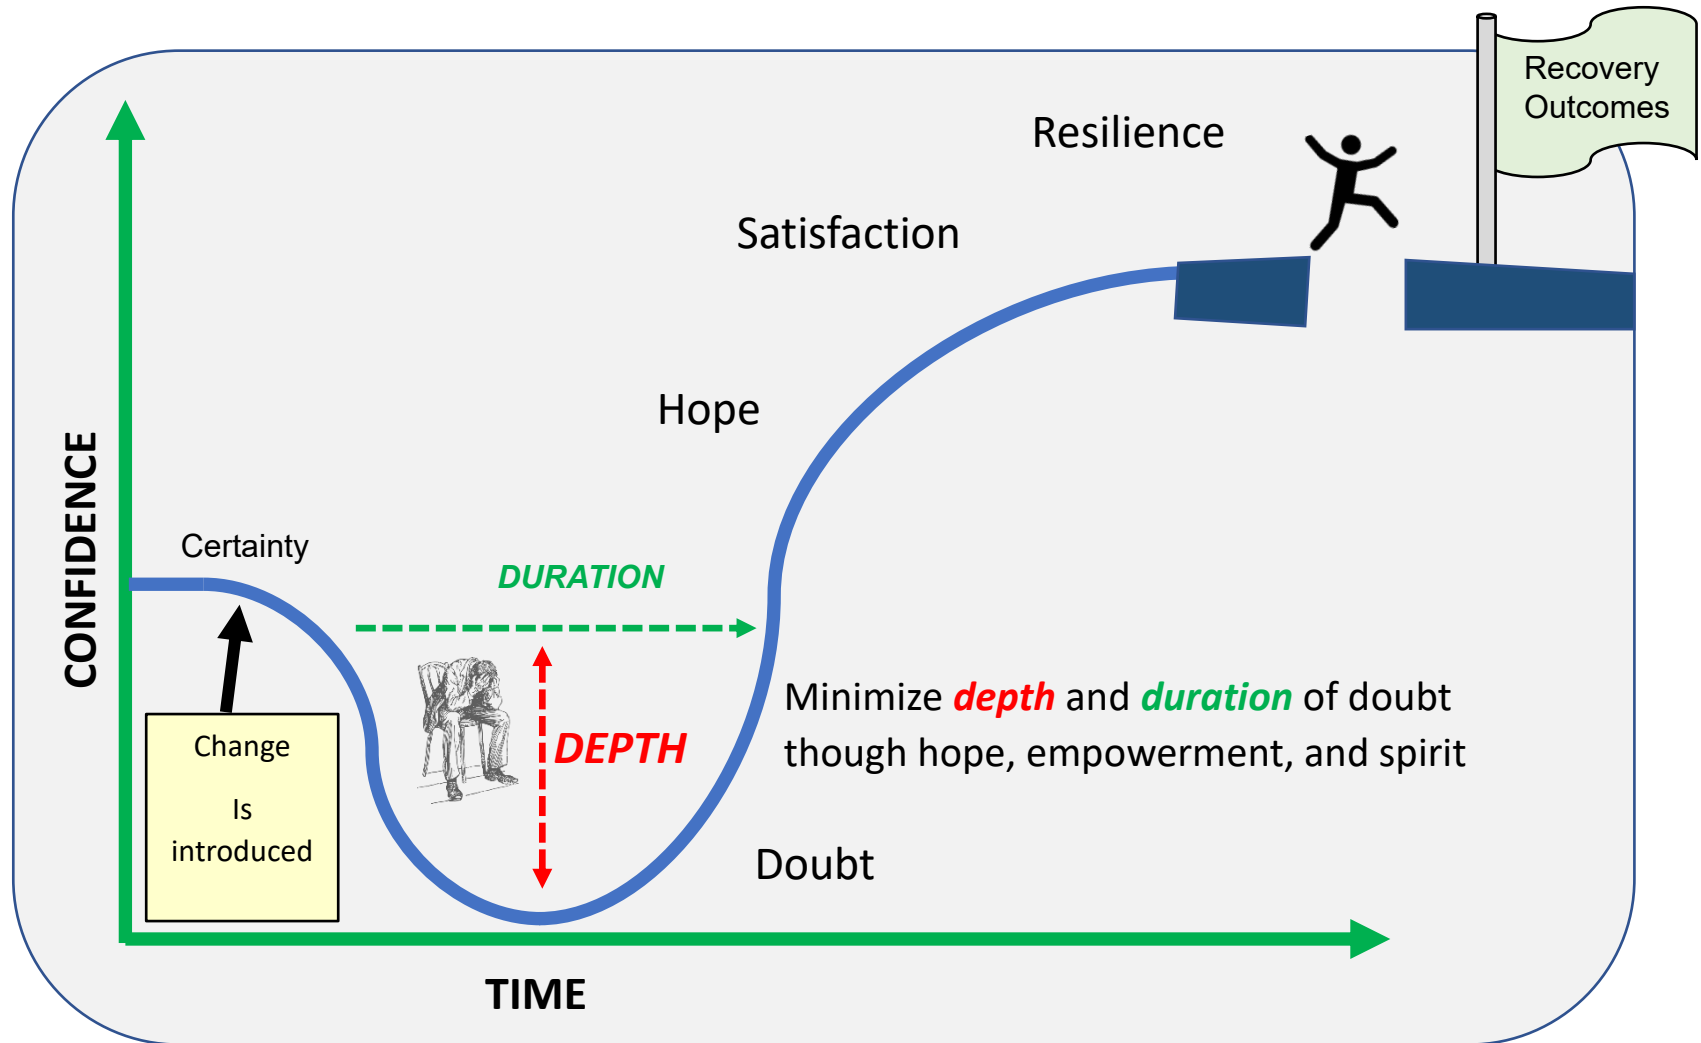 Recovery
Outcomes
Resilience
Satisfaction
Hope
CONFIDENCE
Certainty
DURATION
Change
Is
introduced
DEPTH
Minimize depth and duration of doubt
though hope, empowerment, and spirit
Doubt
TIME